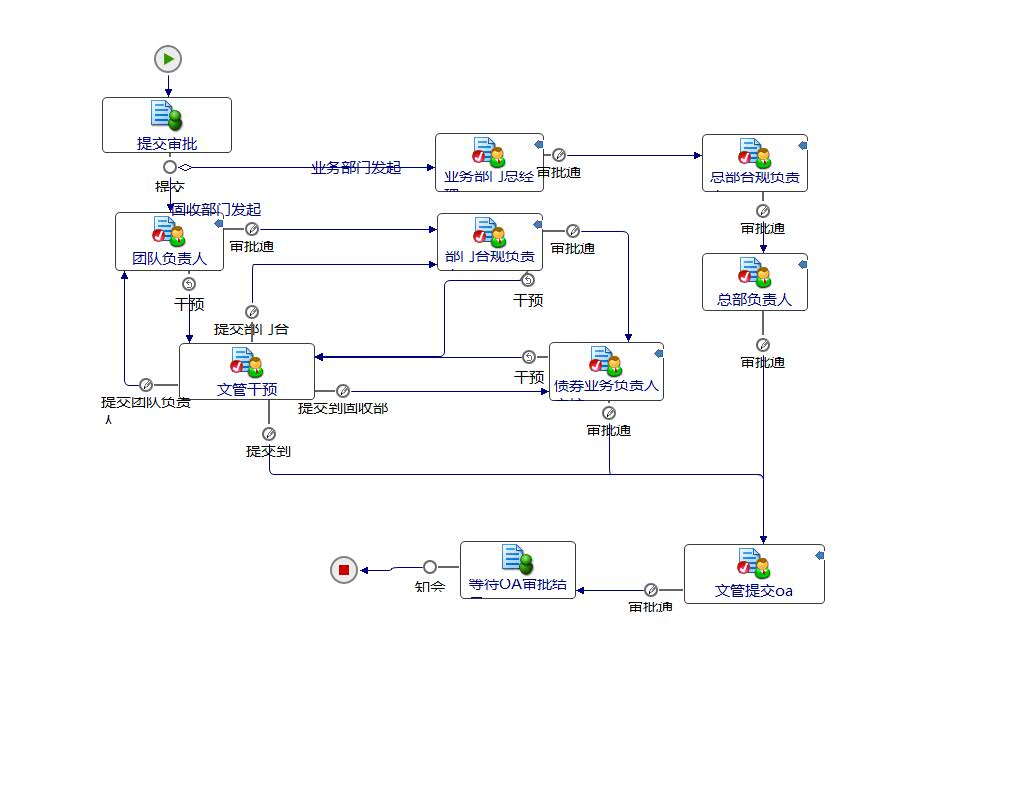 提交审批
提交
业务部门发起
业务部门总经
审批通
总部合规负责
固收部门发起
团队负责人
审批通
部门合规负责
审批通
审批通
干预
干预
总部负责人
提交部门合
文管干预
干预
债券业务负责人
审批通
提交团队负责
人
提交到固收部
提交到
审批通
知会
等待OA审批结
审批通
文管提交oa